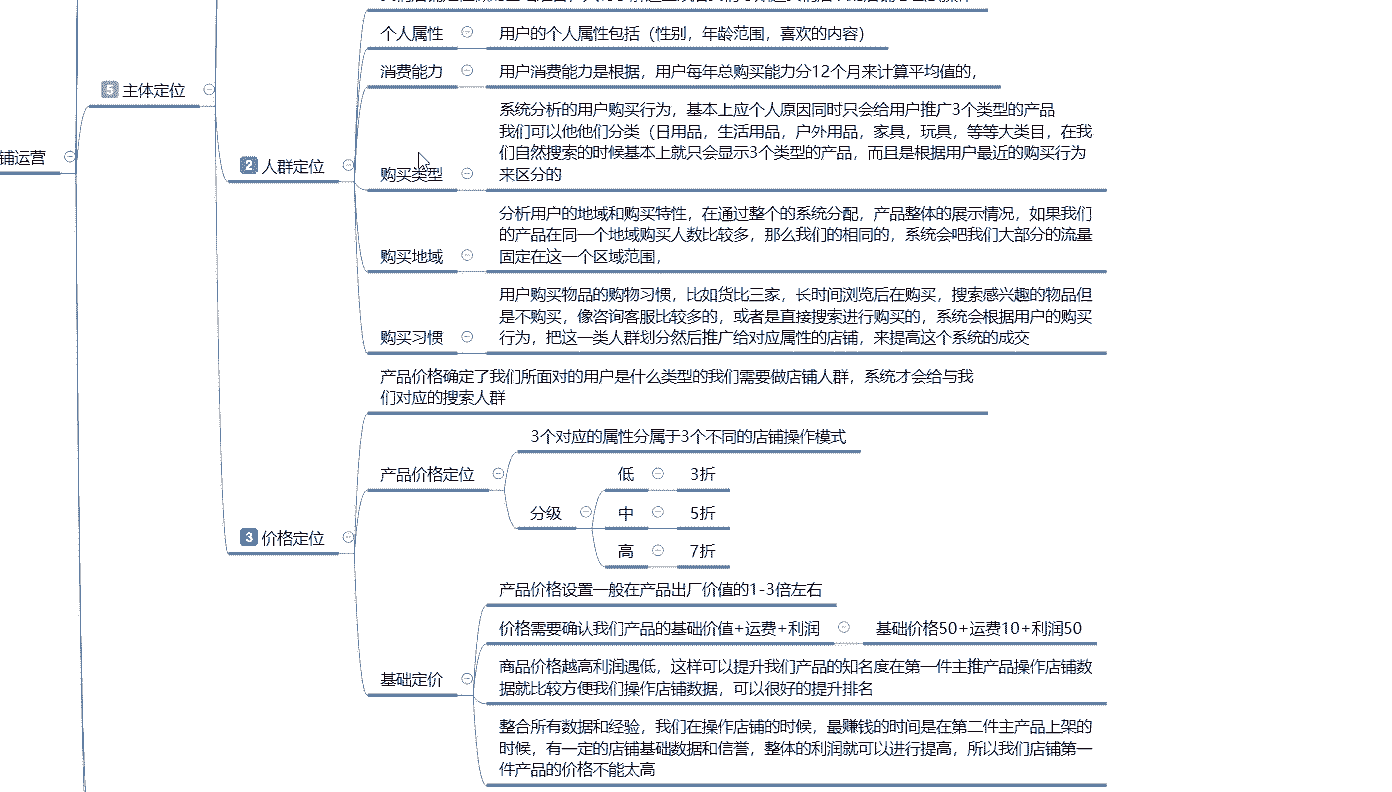 个人属性
用户的个人属性包括（性别，年龄范围，喜欢的内容）
消费能力
用户消费能力是根据，用户每年总购买能力分12个月来计算平均值的，
5 主体定位
系统分析的用户购买行为，基本上应个人原因同时只会给用户推广3个类型的产品
我们可以他他们分类（日用品，生活用品，户外用品，家具，玩具，等等大类目，在我
们自然搜索的时候基本上就只会显示3个类型的产品，而且是根据用户最近的购买行为
来区分的
铺运营
2 人群定位
购买类型
分析用户的地域和购买特性，在通过整个的系统分配，产品整体的展示情况，如果我们
的产品在同一个地域购买人数比较多，那么我们的相同的，系统会吧我们大部分的流量
固定在这一个区域范围，
购买地域
用户购买物品的购物习惯，比如货比三家，长时间浏览后在购买，搜索感兴趣的物品但
是不购买，像咨询客服比较多的，或者是直接搜索进行购买的，系统会根据用户的购买
行为，把这一类人群划分然后推广给对应属性的店铺，来提高这个系统的成交
购买习惯
产品价格确定了我们所面对的用户是什么类型的我们需要做店铺人群，系统才会给与我
们对应的搜索人群
3个对应的属性分属于3个不同的店铺操作模式
产品价格定位
低
3折
分级
中
5折
高
7折
3 价格定位
产品价格设置一般在产品出厂价值的1-3倍左右
价格需要确认我们产品的基础价值+运费+利润
基础价格50+运费10+利润50
商品价格越高利润遇低，这样可以提升我们产品的知名度在第一件主推产品操作店铺数
据就比较方便我们操作店铺数据，可以很好的提升排名
基础定价
整合所有数据和经验，我们在操作店铺的时候，最赚钱的时间是在第二件主产品上架的
时候，有一定的店铺基础数据和信誉，整体的利润就可以进行提高，所以我们店铺第一
件产品的价格不能太高